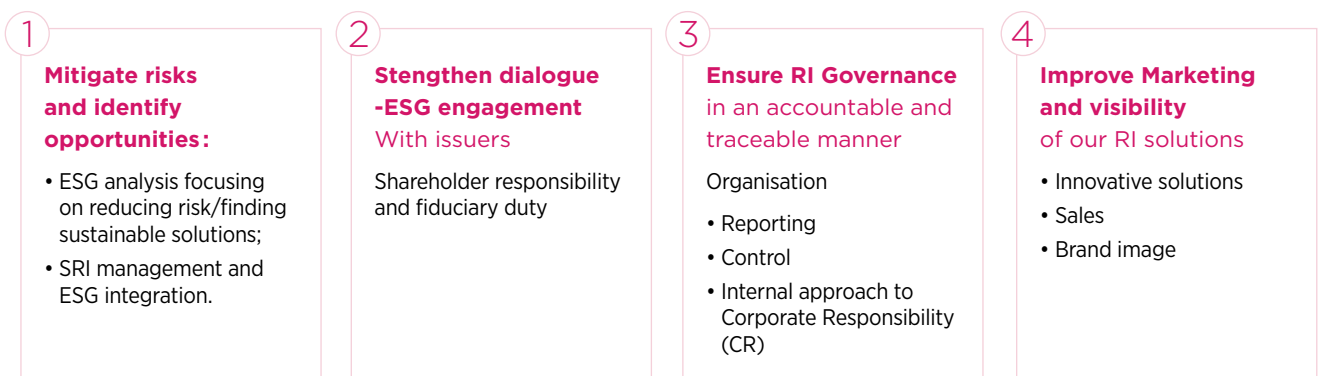 1
Mitigate risks
and identify
opportunities:
• ESG analysis focusing
on reducing risk/finding
sustainable solutions;
• SRI management and
ESG integration.
2
Stengthen dialogue
-ESG engagement
With issuers
Shareholder responsibility
and fiduciary duty
3
Ensure RI Governance
in an accountable and
traceable manner
Organisation
• Reporting
• Control
• Internal approach to
Corporate Responsibility
(CR)
4
Improve Marketing
and visibility
of our RI solutions
• Innovative solutions
• Sales
• Brand image